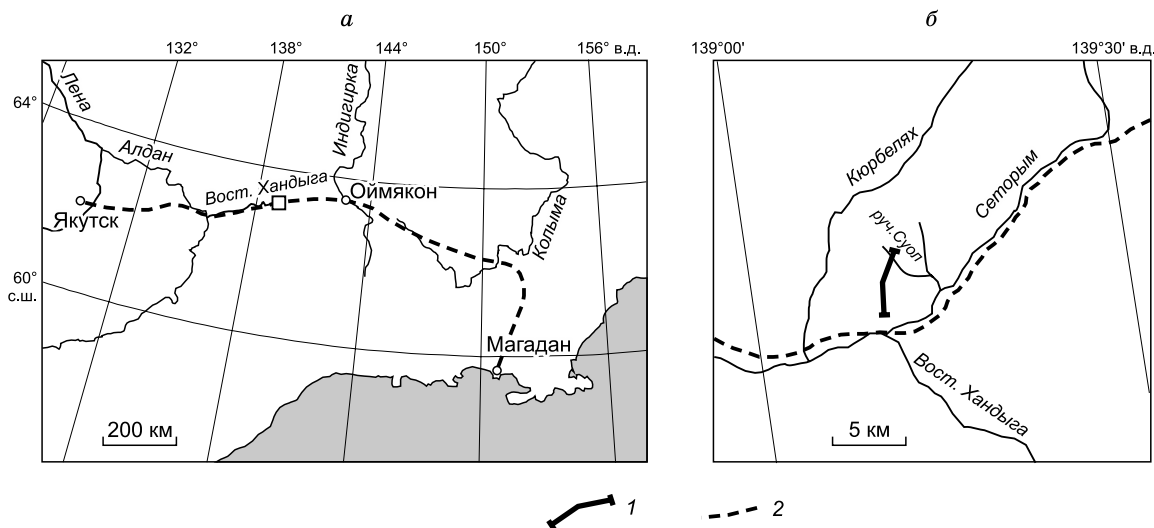 а
б
132° 138° 144° 150° 156° в.д.
139°00' 139°30' в.д.
64°
60°
с.ш.
Лена
Алдан
Вост. Хандыга
Индигирка
Оймякон
Якутск
Колыма
Магадан
200 км
Кюрбелях
руч.Суол
Сеторым
Вост. Хандыга
5 км
1
2